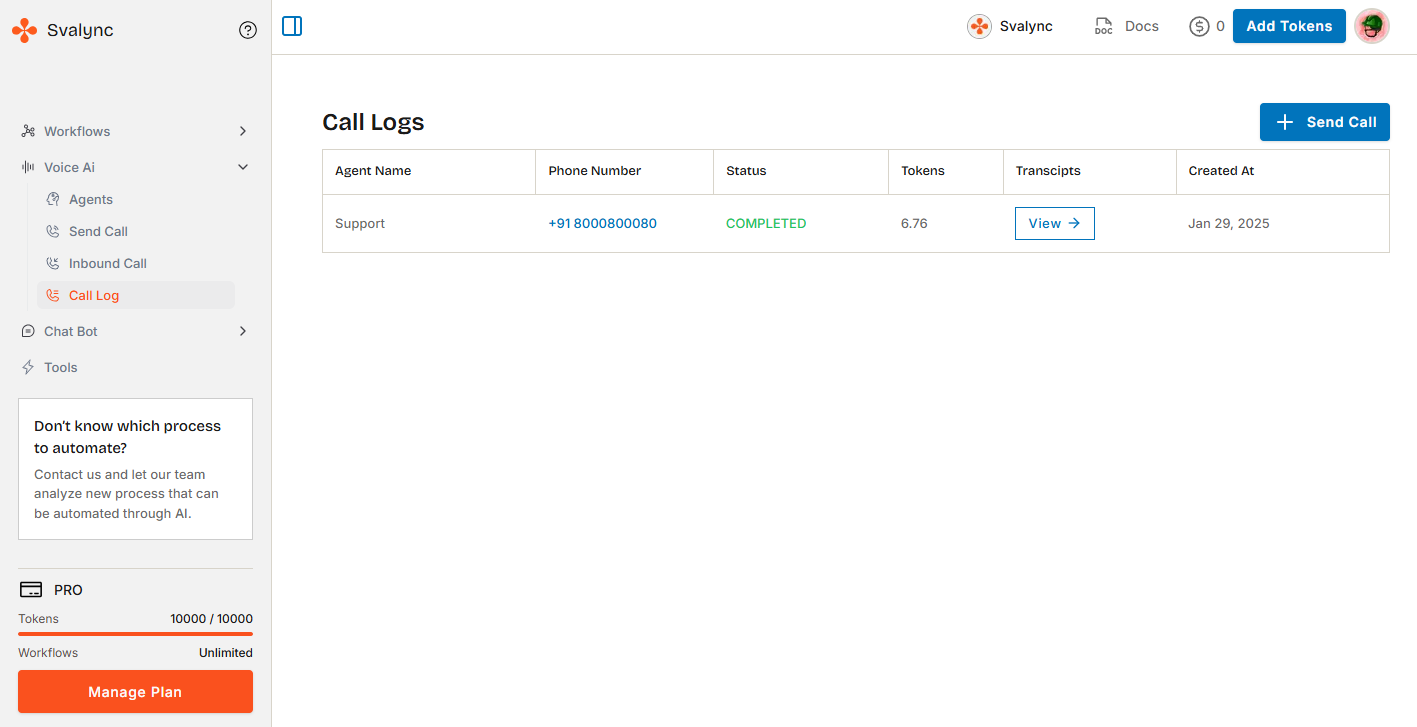 Svalync
Svalync
DOC
Docs
0
Add Tokens
Workflows
Voice Ai
Agents
Send Call
Inbound Call
Call Log
Chat Bot
Tools
Don't know which process
to automate?
Contact us and let our team
analyze new process that can
be automated through AI.
PRO
Tokens 10000 / 10000
Workflows Unlimited
Manage Plan
Call Logs
+ Send Call
Agent Name Phone Number Status Tokens Transcipts Created At
Support +91 8000800080 COMPLETED 6.76 View → Jan 29, 2025